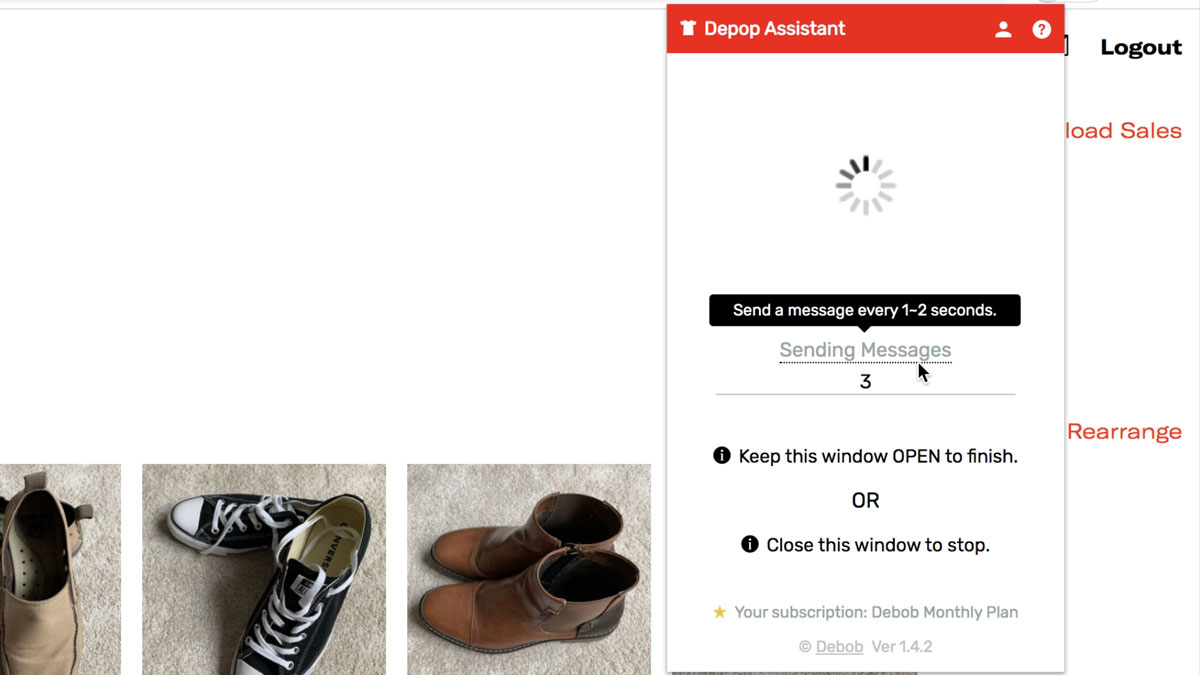 Depop Assistant
?
Logout
load Sales
Send a message every 1~2 seconds.
Sending Messages
3
Rearrange
Keep this window OPEN to finish.
OR
Close this window to stop.
Your subscription: Debob Monthly Plan
© Debob Ver 1.4.2